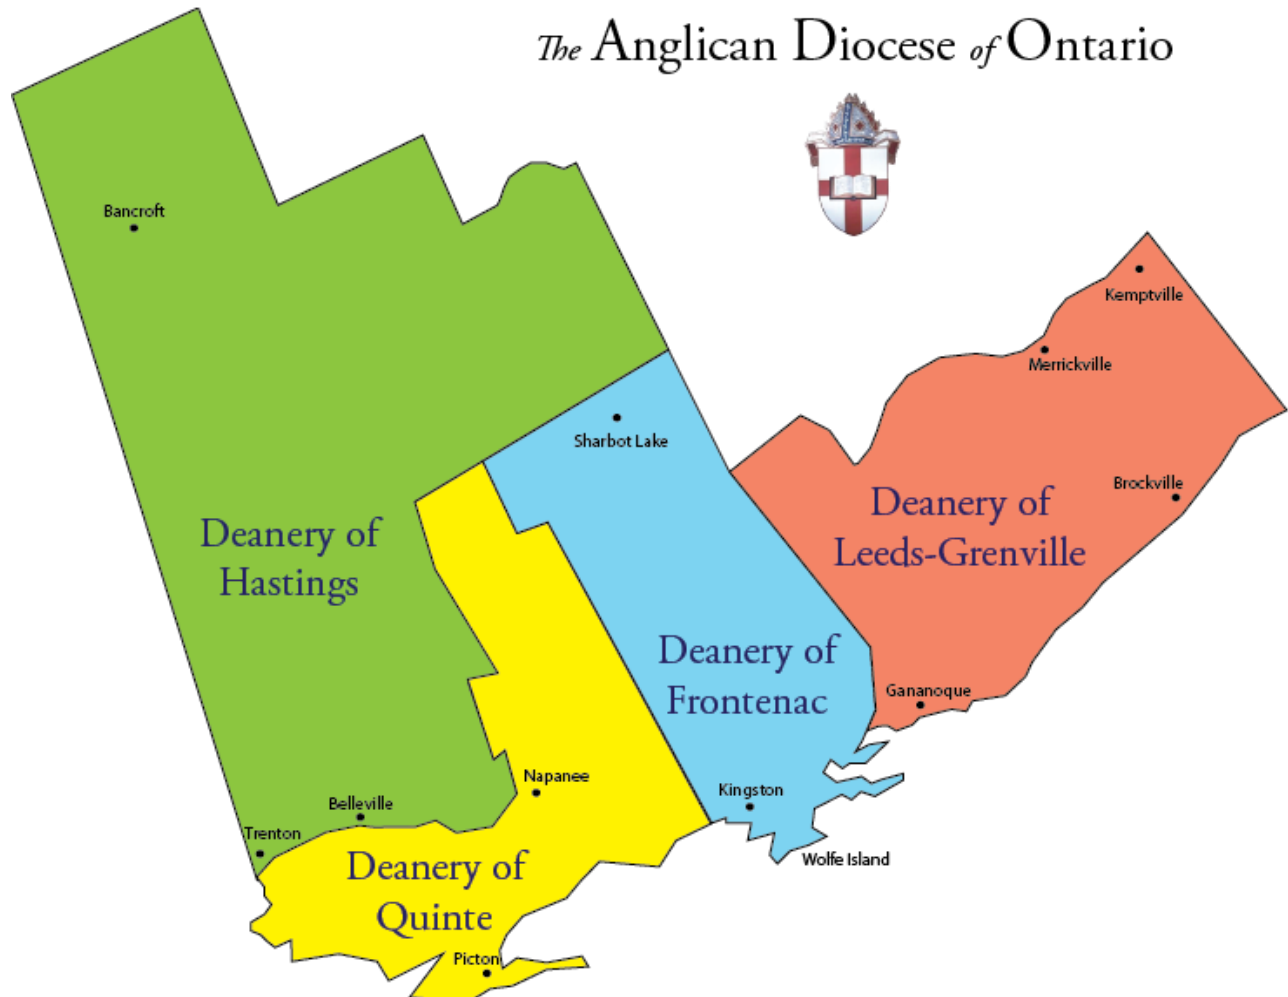 The Anglican Diocese of Ontario
Bancroft
Kemptville
Merrickville
Sharbot Lake
Brockville
Deanery of
Hastings
Deanery of
Leeds-Grenville
Deanery of
Frontenac
Gananoque
Napanee
Kingston
Belleville
Trenton
Wolfe Island
Deanery of
Quinte
Picton